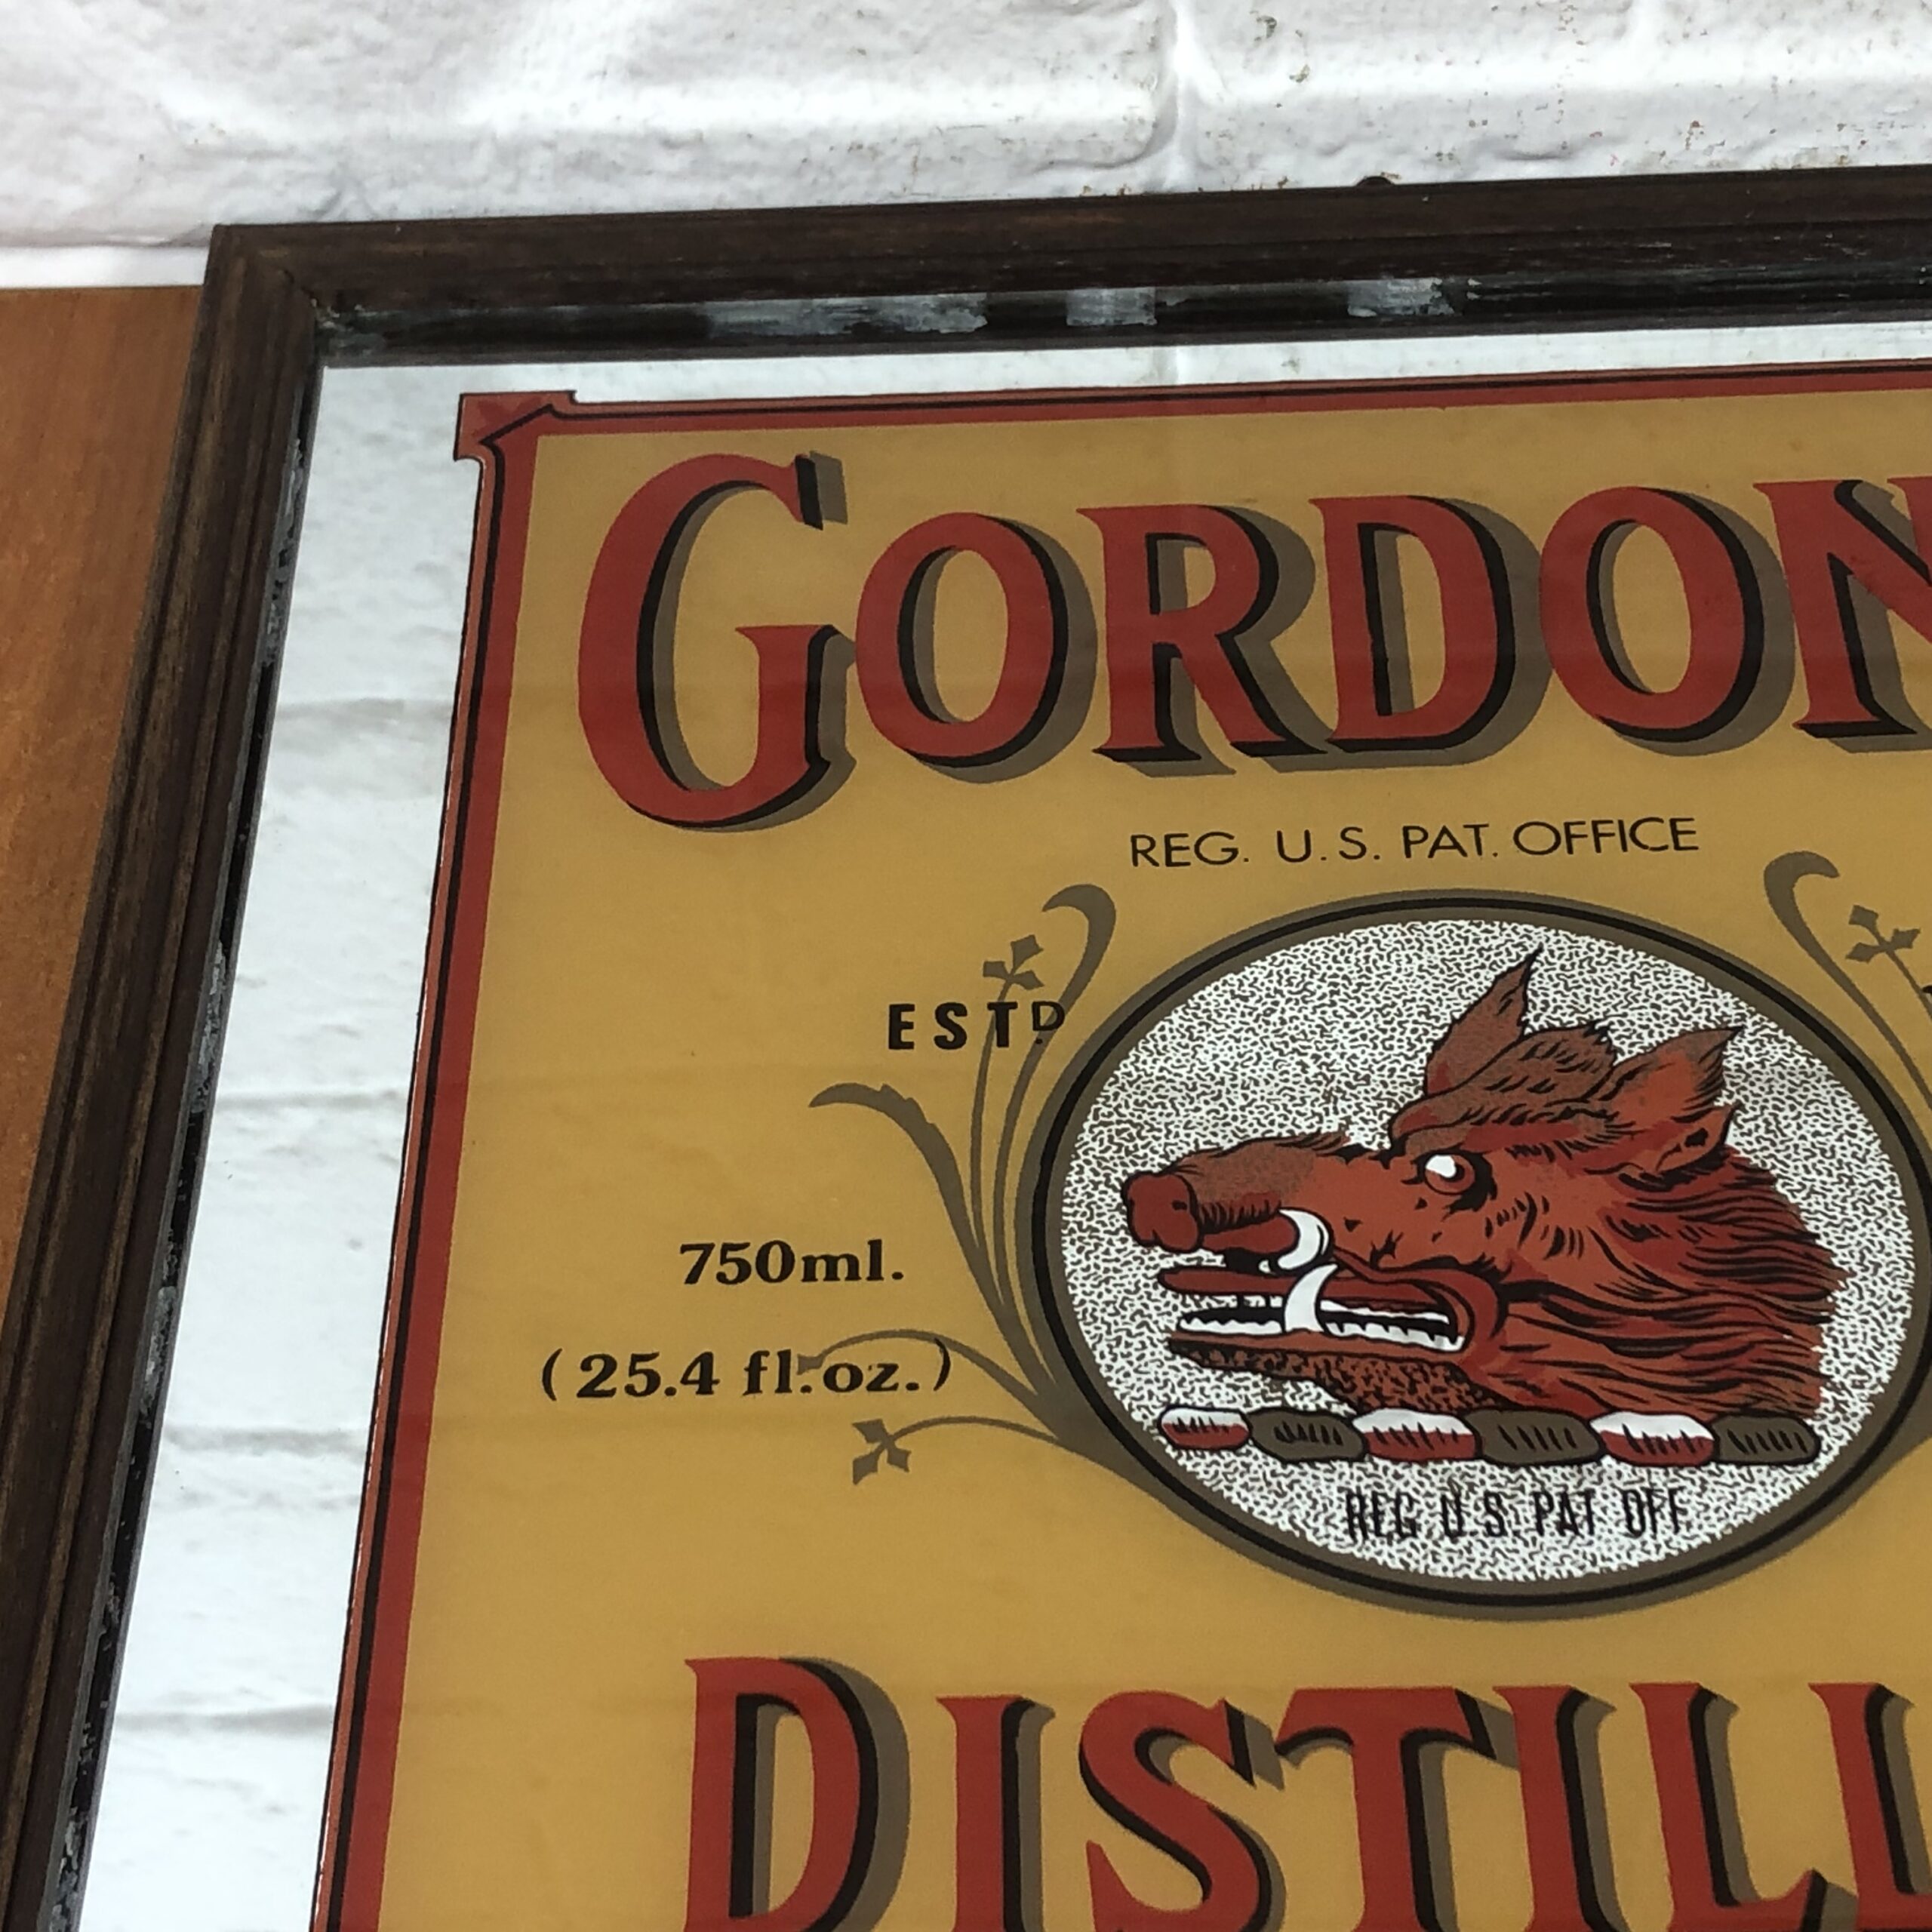 GORDON
REG. U.S. PAT. OFFICE
ESTD.
750ml.
(25.4 fl.oz.)
REG U.S. PAT OFF
DISTILL